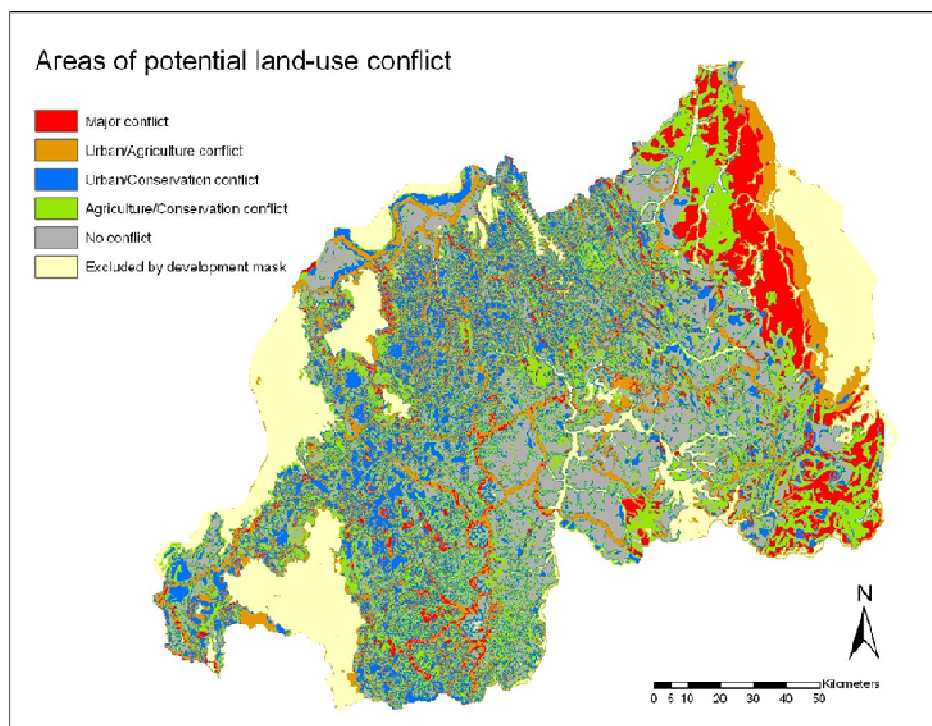 Areas of potential land-use conflict
Major conflict
Urban/Agriculture conflict
Urban/Conservation conflict
Agriculture/Conservation conflict
No conflict
Excluded by development mask
N
Kilometers
0 5 10 20 30 40 50